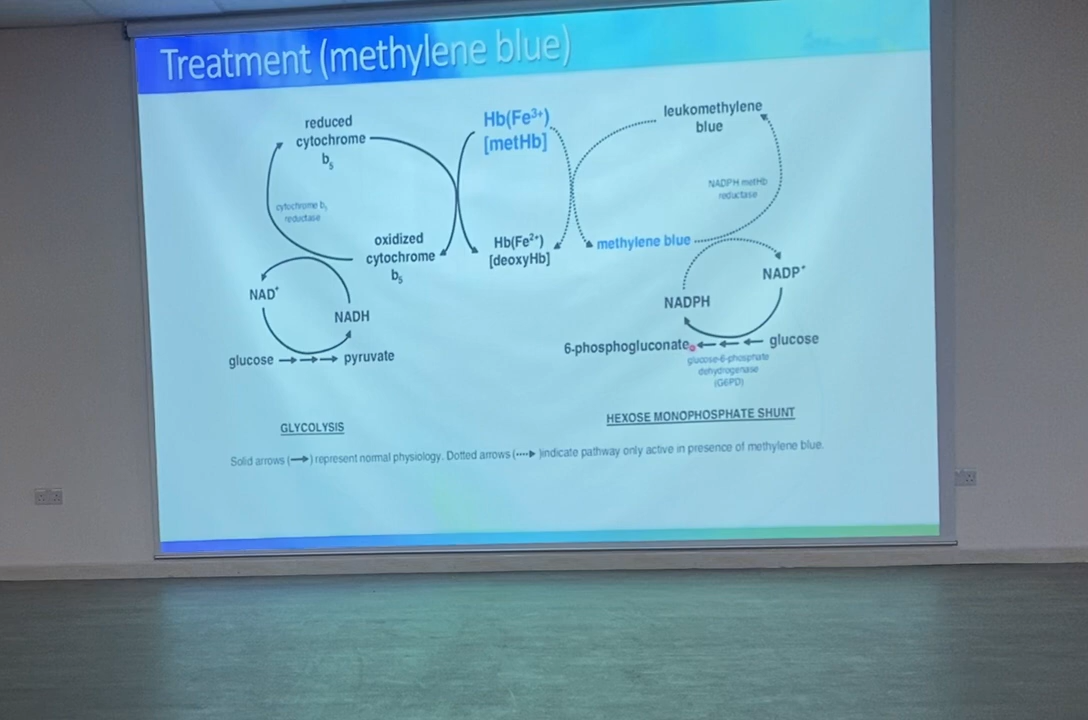 Treatment (methylene blue)
reduced
cytochrome
b₅
Hb(Fe³⁺)
[metHb]
leukomethylene
blue
cytochrome b₅
reductase
NADPH metHb
reductase
oxidized
cytochrome
b₅
Hb(Fe²⁺)
[deoxyHb]
methylene blue
NAD⁺
NADH
NADPH
NADP⁺
glucose → → → pyruvate
6-phosphogluconate ← ← ← glucose
glucose-6-phosphate
dehydrogenase
(G6PD)
GLYCOLYSIS
HEXOSE MONOPHOSPHATE SHUNT
Solid arrows (→) represent normal physiology. Dotted arrows (····►)indicate pathway only active in presence of methylene blue.